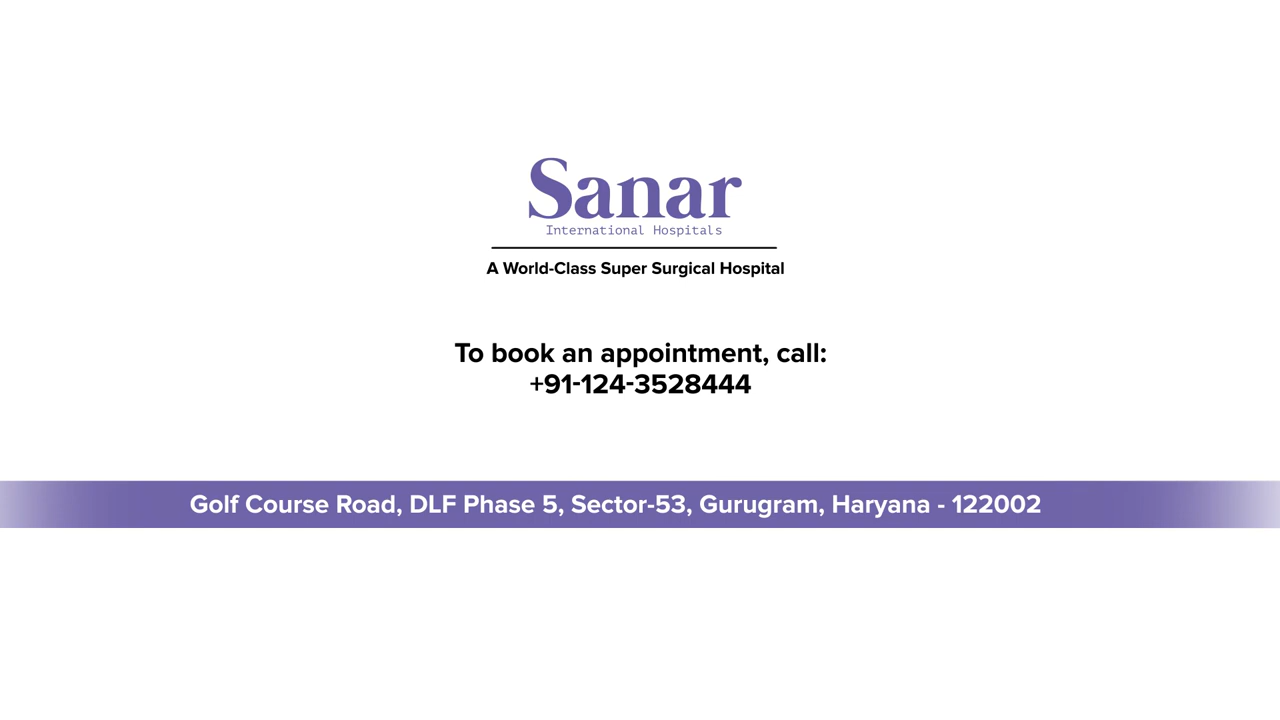 Sanar
International Hospitals
A World-Class Super Surgical Hospital
To book an appointment, call:
+91-124-3528444
Golf Course Road, DLF Phase 5, Sector-53, Gurugram, Haryana - 122002